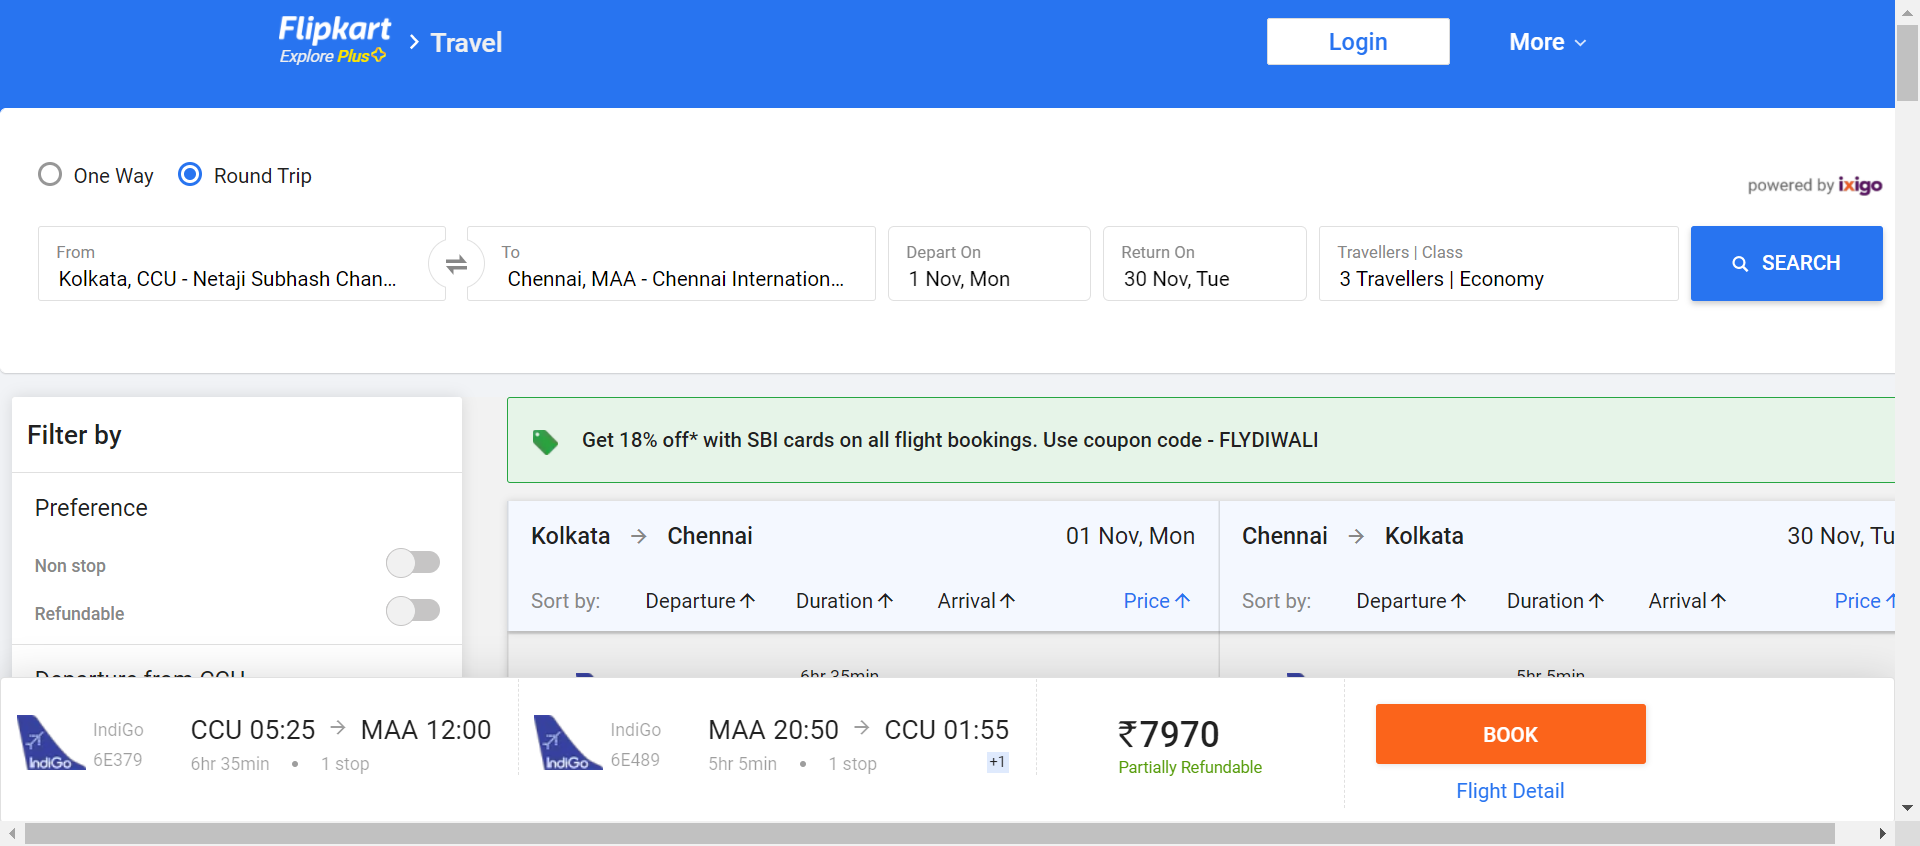 Flipkart
Explore Plus
Travel
Login
More
One Way
Round Trip
powered by ixigo
From
Kolkata, CCU - Netaji Subhash Chan...
To
Chennai, MAA - Chennai Internation...
Depart On
1 Nov, Mon
Return On
30 Nov, Tue
Travellers | Class
3 Travellers | Economy
SEARCH
Filter by
Preference
Non stop
Refundable
Departure from CCU
Get 18% off* with SBI cards on all flight bookings. Use coupon code - FLYDIWALI
Kolkata → Chennai
01 Nov, Mon
Sort by: Departure↑ Duration↑ Arrival↑ Price↑
6hr 35min
Chennai → Kolkata
30 Nov, Tu
Sort by: Departure↑ Duration↑ Arrival↑ Price↑
5hr 5min
IndiGo
IndiGo
6E379
CCU 05:25 → MAA 12:00
6hr 35min • 1 stop
IndiGo
IndiGo
6E489
MAA 20:50 → CCU 01:55
5hr 5min • 1 stop
+1
₹7970
Partially Refundable
BOOK
Flight Detail